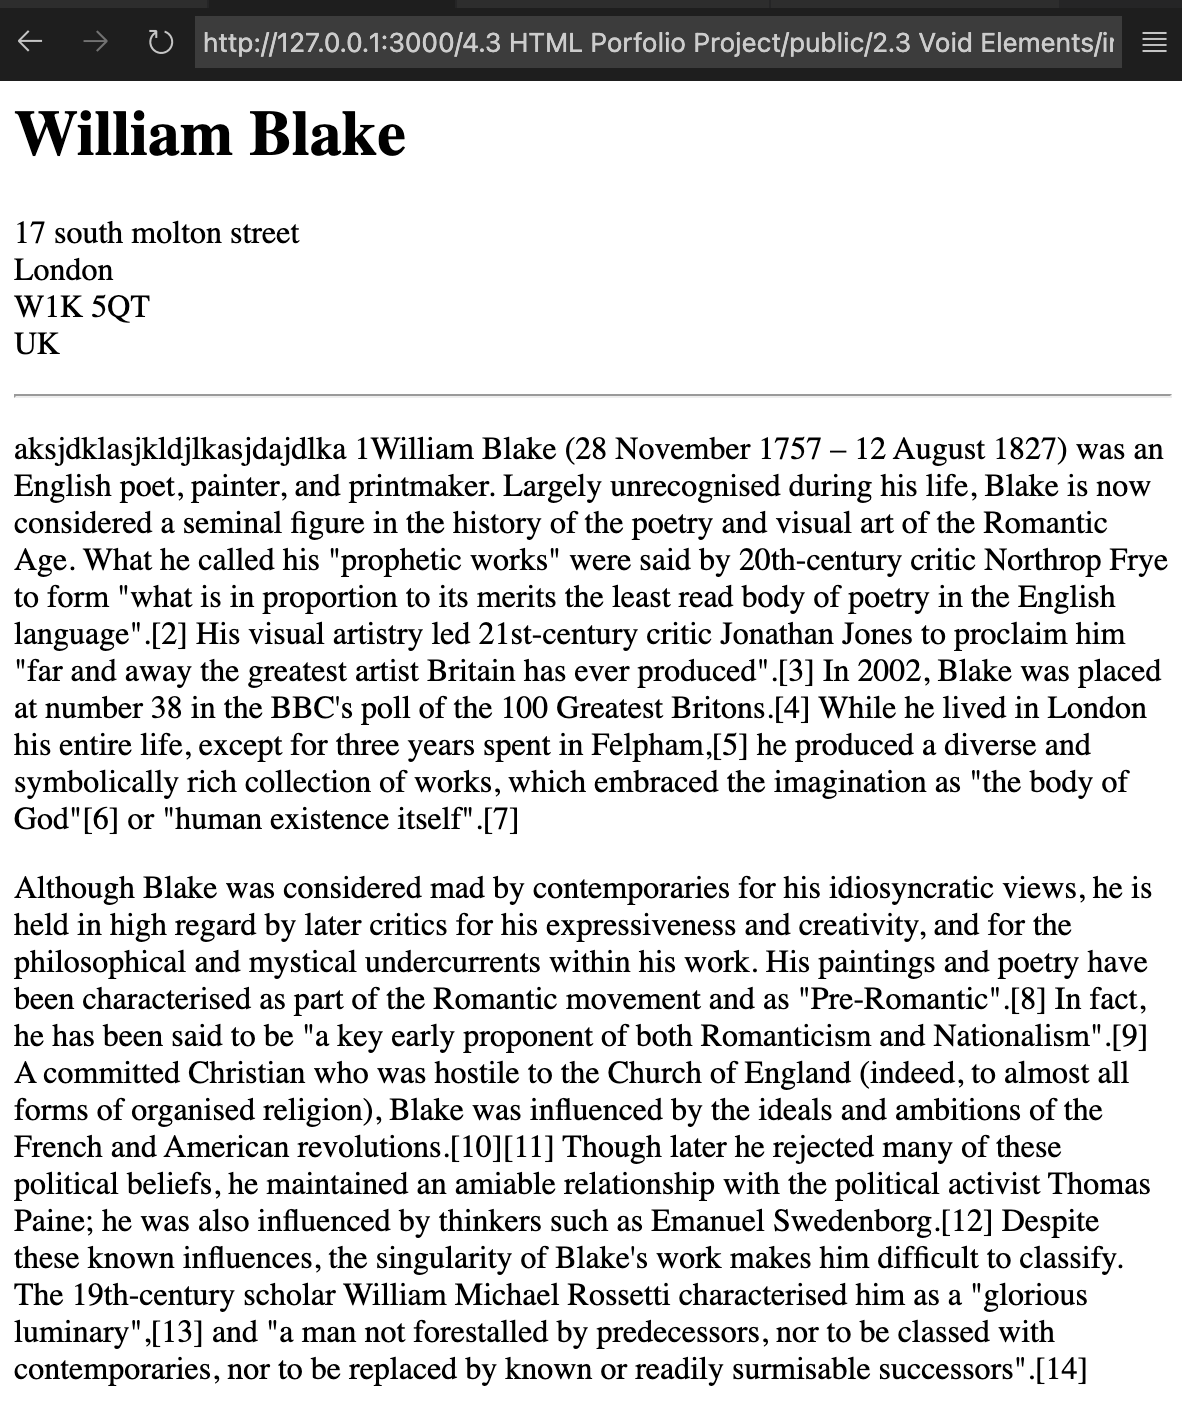 http://127.0.0.1:3000/4.3 HTML Porfolio Project/public/2.3 Void Elements/
William Blake
17 south molton street
London
W1K 5QT
UK
aksjdklasjkldjlkasjdajdlka 1William Blake (28 November 1757 – 12 August 1827) was an
English poet, painter, and printmaker. Largely unrecognised during his life, Blake is now
considered a seminal figure in the history of the poetry and visual art of the Romantic
Age. What he called his "prophetic works" were said by 20th-century critic Northrop Frye
to form "what is in proportion to its merits the least read body of poetry in the English
language".[2] His visual artistry led 21st-century critic Jonathan Jones to proclaim him
"far and away the greatest artist Britain has ever produced".[3] In 2002, Blake was placed
at number 38 in the BBC's poll of the 100 Greatest Britons.[4] While he lived in London
his entire life, except for three years spent in Felpham,[5] he produced a diverse and
symbolically rich collection of works, which embraced the imagination as "the body of
God"[6] or "human existence itself".[7]
Although Blake was considered mad by contemporaries for his idiosyncratic views, he is
held in high regard by later critics for his expressiveness and creativity, and for the
philosophical and mystical undercurrents within his work. His paintings and poetry have
been characterised as part of the Romantic movement and as "Pre-Romantic".[8] In fact,
he has been said to be "a key early proponent of both Romanticism and Nationalism".[9]
A committed Christian who was hostile to the Church of England (indeed, to almost all
forms of organised religion), Blake was influenced by the ideals and ambitions of the
French and American revolutions.[10][11] Though later he rejected many of these
political beliefs, he maintained an amiable relationship with the political activist Thomas
Paine; he was also influenced by thinkers such as Emanuel Swedenborg.[12] Despite
these known influences, the singularity of Blake's work makes him difficult to classify.
The 19th-century scholar William Michael Rossetti characterised him as a "glorious
luminary",[13] and "a man not forestalled by predecessors, nor to be classed with
contemporaries, nor to be replaced by known or readily surmisable successors".[14]